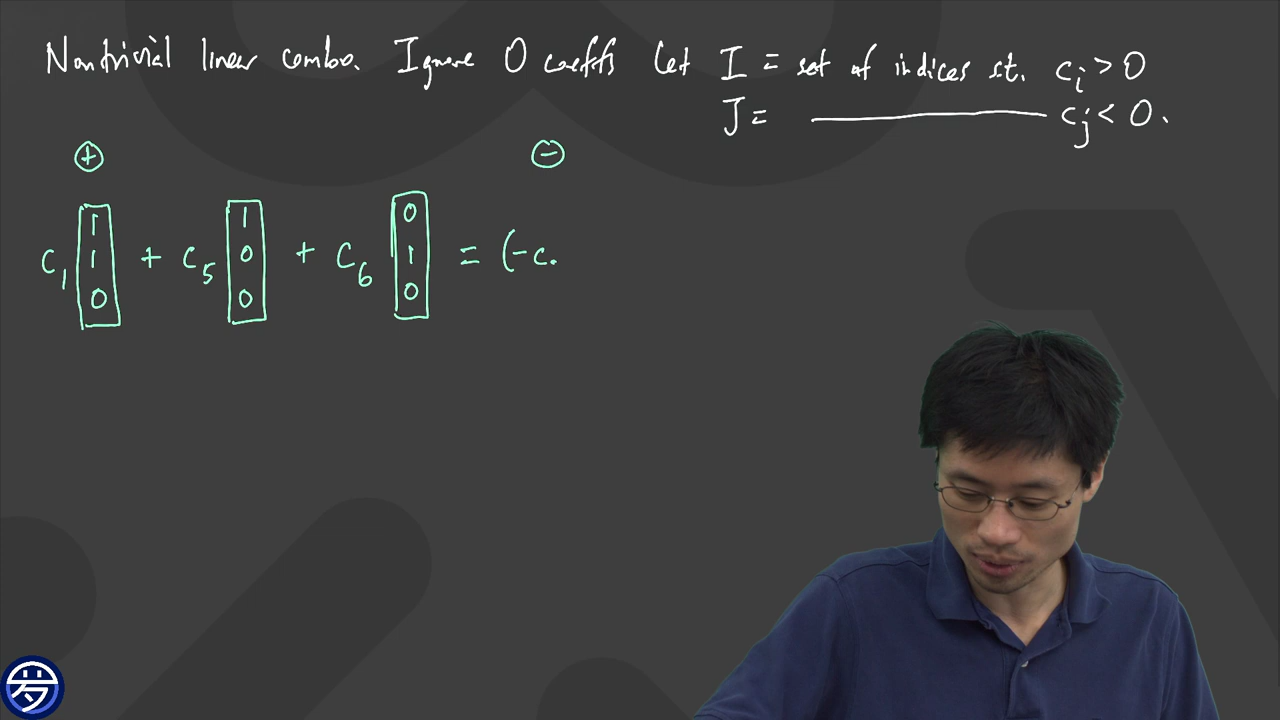 Nontrivial linear combo. Ignore 0 coeffs Let I = set of indices st. cᵢ > 0
J = ———— cⱼ < 0.
⊕ ⊖
c₁ [1 1 0] + c₅ [1 0 0] + c₆ [0 1 0] = (-c.